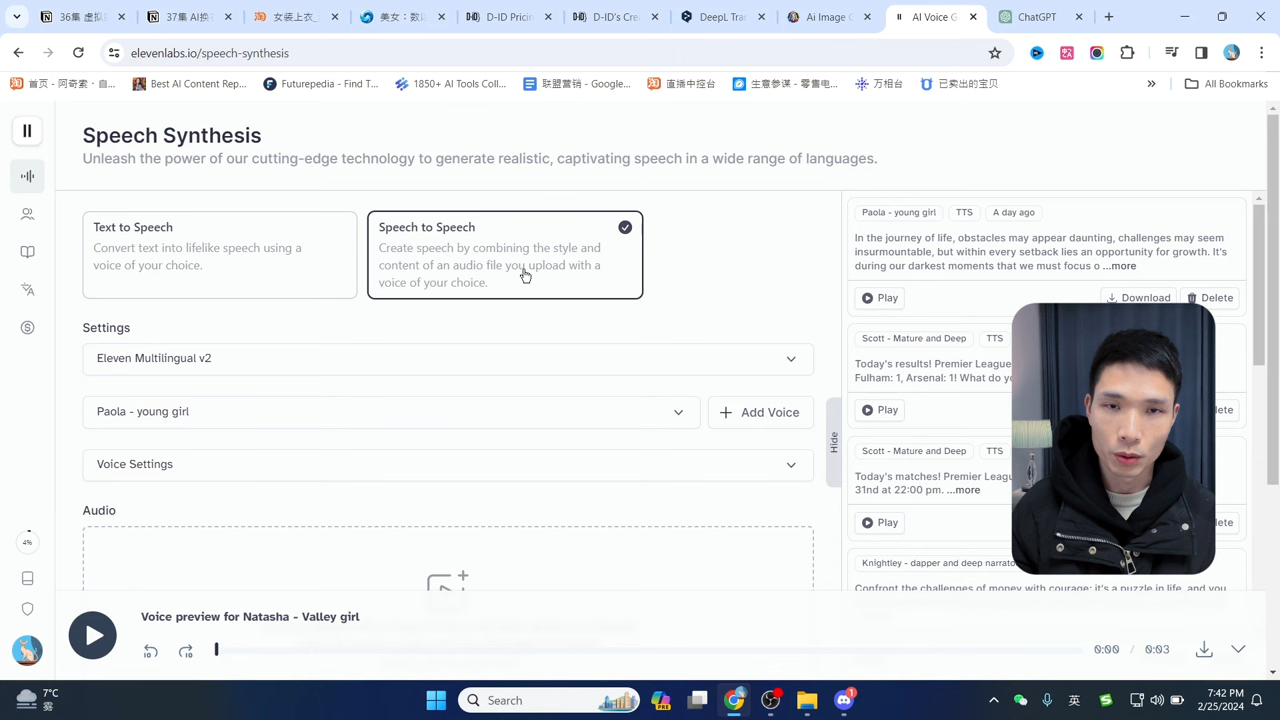 36集 虚拟
37集 AI换
女装上衣_
美女：数
D-ID Pricin
D-ID's Cre
DeepL Tran
Ai Image C
AI Voice G
ChatGPT
elevenlabs.io/speech-synthesis
首页 - 阿奇索 · 自...
Best AI Content Rep...
Futurepedia - Find T...
1850+ AI Tools Coll...
联盟营销 - Google...
直播中控台
生意参谋 - 零售电...
万相台
已卖出的宝贝
All Bookmarks
Speech Synthesis
Unleash the power of our cutting-edge technology to generate realistic, captivating speech in a wide range of languages.
Text to Speech
Convert text into lifelike speech using a
voice of your choice.
Speech to Speech
Create speech by combining the style and
content of an audio file you upload with a
voice of your choice.
Settings
Eleven Multilingual v2
Paola - young girl
Add Voice
Voice Settings
Audio
Hide
Paola - young girl TTS A day ago
In the journey of life, obstacles may appear daunting, challenges may seem
insurmountable, but within every setback lies an opportunity for growth. It's
during our darkest moments that we must focus o ...more
Play Download Delete
Scott - Mature and Deep TTS
Today's results! Premier League
Fulham: 1, Arsenal: 1! What do yo
Play lete
Scott - Mature and Deep TTS
Today's matches! Premier Leag
31nd at 22:00 pm. ...more
Play lete
Knightley - dapper and deep narrato
Confront the challenges of money with courage; it's a puzzle in life, and you
4%
Voice preview for Natasha - Valley girl
10 10
0:00 / 0:03
7°C
雾
Search
PRE
1
英
7:42 PM
2/25/2024